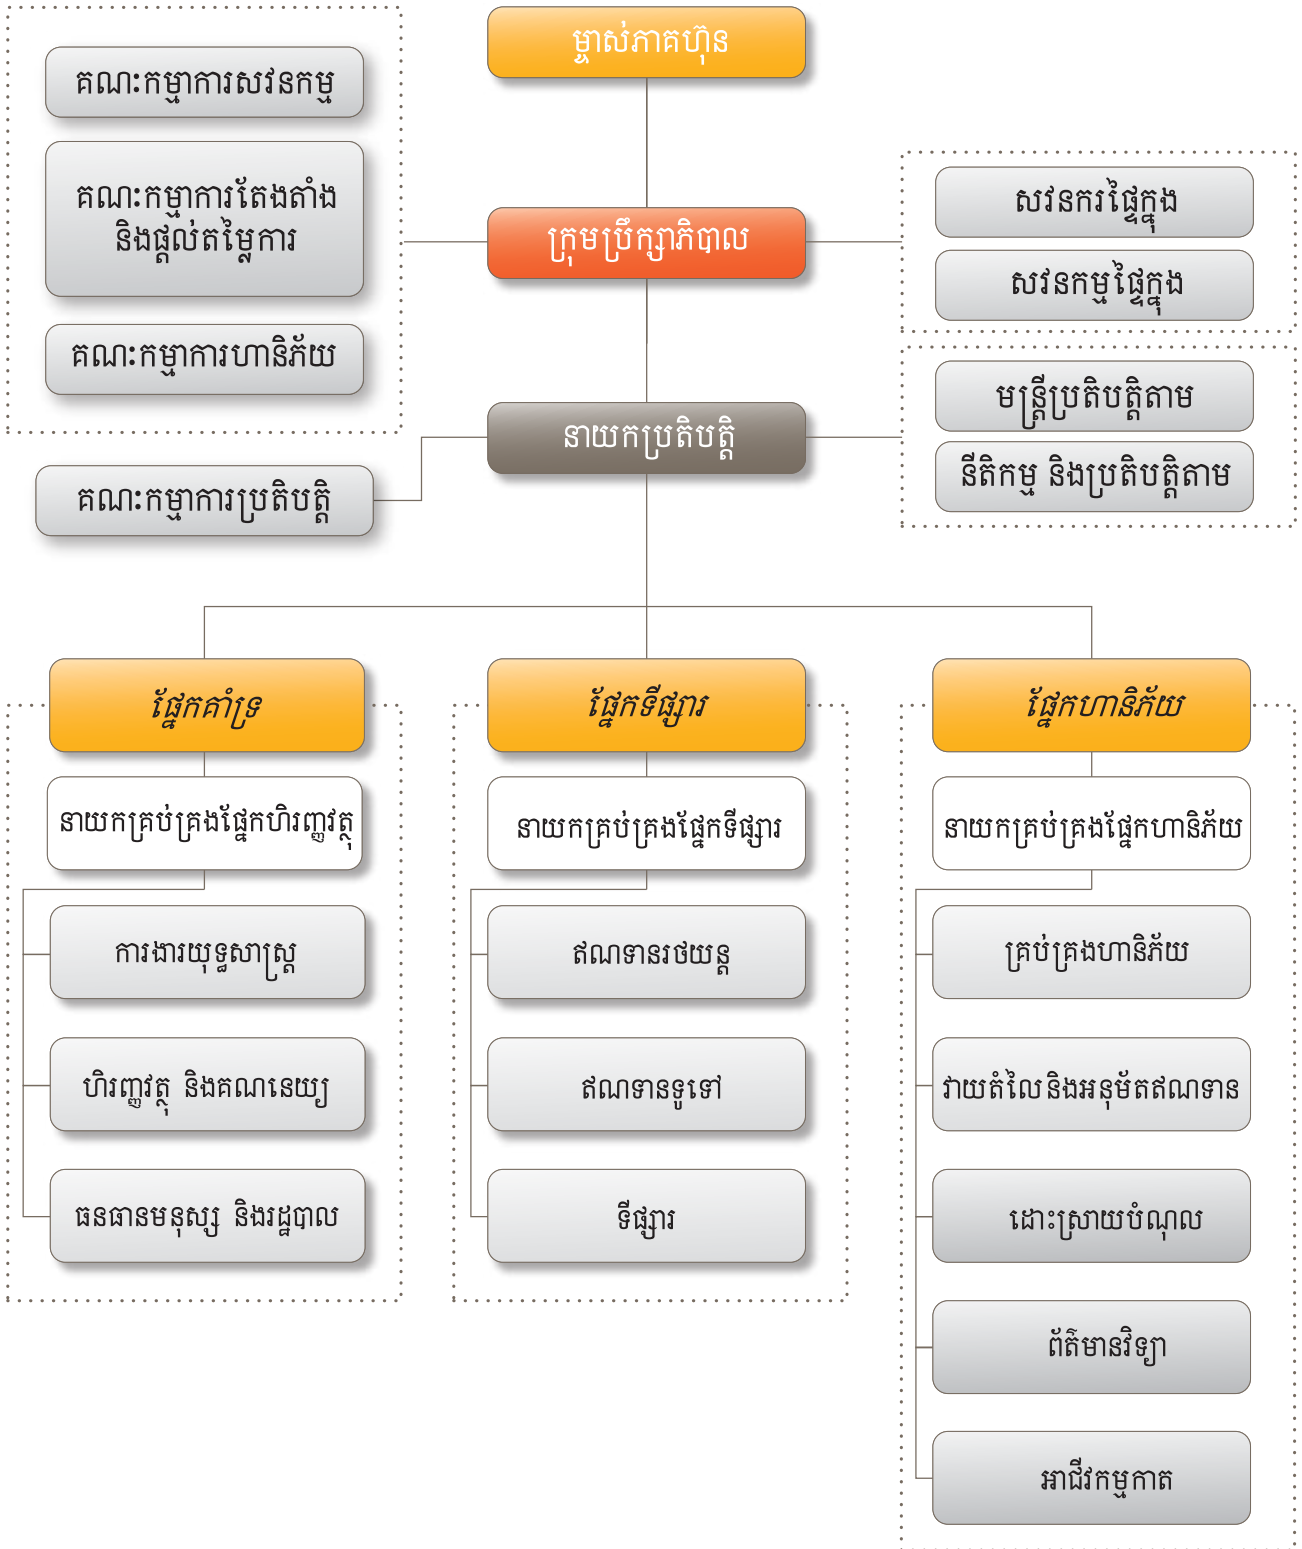 ម្ចាស់ភាគហ៊ុន
គណៈកម្មាការសវនកម្ម
គណៈកម្មាការតែងតាំង
និងផ្តល់តម្លៃការ
គណៈកម្មាការហានិភ័យ
ក្រុមប្រឹក្សាភិបាល
សវនករផ្ទៃក្នុង
សវនកម្មផ្ទៃក្នុង
នាយកប្រតិបត្តិ
មន្ត្រីប្រតិបត្តិតាម
នីតិកម្ម និងប្រតិបត្តិតាម
គណៈកម្មាការប្រតិបត្តិ
ផ្នែកគាំទ្រ
នាយកគ្រប់គ្រងផ្នែកហិរញ្ញវត្ថុ
ការងារយុទ្ធសាស្ត្រ
ហិរញ្ញវត្ថុ និងគណនេយ្យ
ធនធានមនុស្ស និងរដ្ឋបាល
ផ្នែកទីផ្សារ
នាយកគ្រប់គ្រងផ្នែកទីផ្សារ
ឥណទានរថយន្ត
ឥណទានទូទៅ
ទីផ្សារ
ផ្នែកហានិភ័យ
នាយកគ្រប់គ្រងផ្នែកហានិភ័យ
គ្រប់គ្រងហានិភ័យ
វាយតំលៃនិងអនុម័តឥណទាន
ដោះស្រាយបំណុល
ព័ត៌មានវិទ្យា
អាជីវកម្មកាត